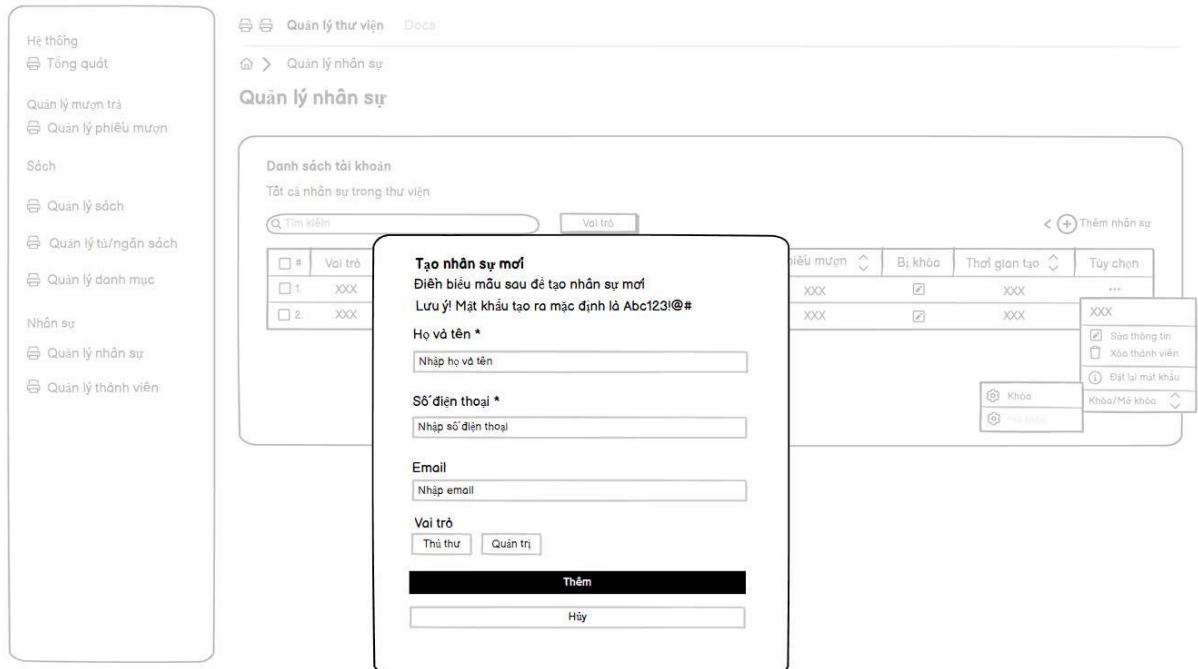 Hệ thống
Tổng quát
Quản lý mượn trả
Quản lý phiếu mượn
Sách
Quản lý sách
Quản lý tủ/ngăn sách
Quản lý danh mục
Nhân sự
Quản lý nhân sự
Quản lý thành viên
Quản lý thư viện Docs
Quản lý nhân sự
Quản lý nhân sự
Danh sách tài khoản
Tất cả nhân sự trong thư viện
Tìm kiếm Vai trò < Thêm nhân sự
# Vai trò mượn Bị khóa Thời gian tạo Tùy chọn
1. XXX XXX XXX ...
2. XXX XXX XXX
XXX
Sửa thông tin
Xóa thành viên
Đặt lại mật khẩu
Khóa/Mở khóa
Khóa
Tạo nhân sự mới
Điền biểu mẫu sau để tạo nhân sự mới
Lưu ý! Mật khẩu tạo ra mặc định là Abc123!@#
Họ và tên *
Nhập họ và tên
Số điện thoại *
Nhập số điện thoại
Email
Nhập email
Vai trò
Thủ thư Quản trị
Thêm
Hủy